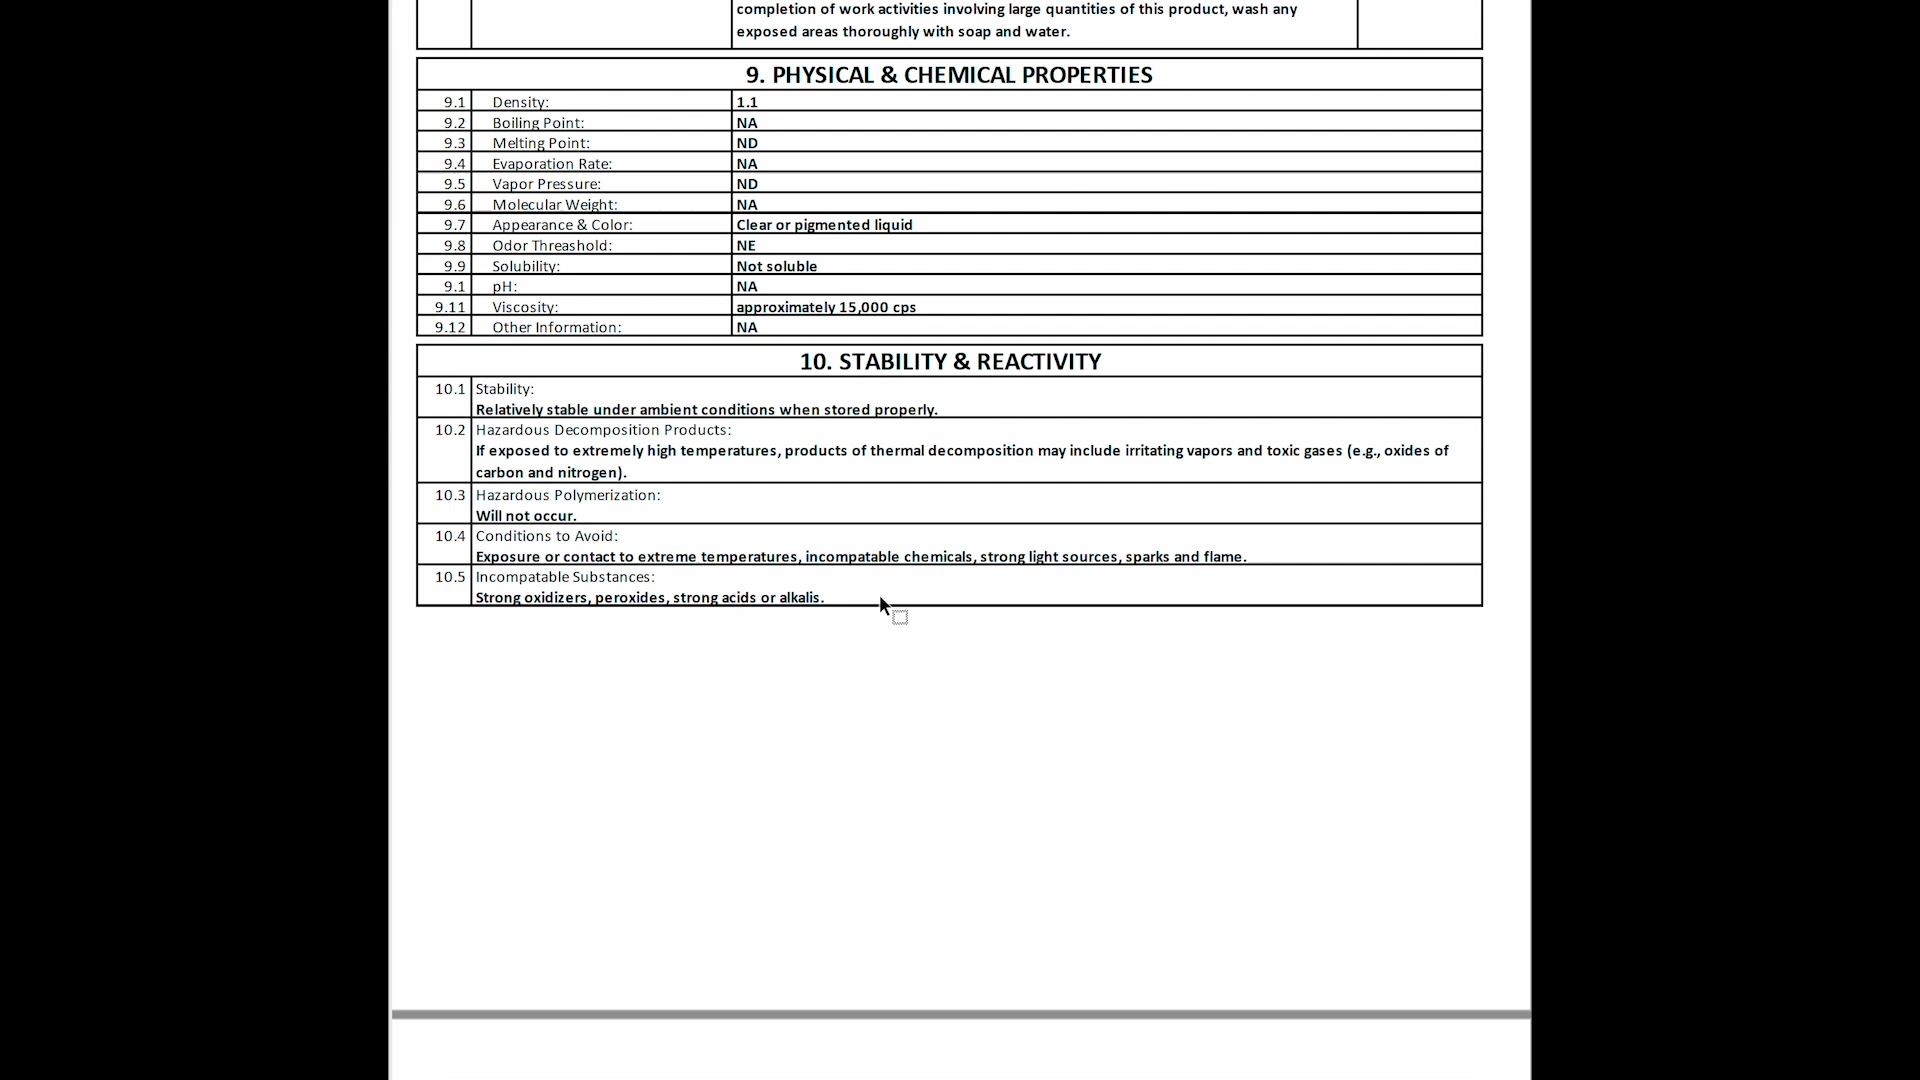 completion of work activities involving large quantities of this product, wash any
exposed areas thoroughly with soap and water.
9. PHYSICAL & CHEMICAL PROPERTIES
9.1 Density: 1.1
9.2 Boiling Point: NA
9.3 Melting Point: ND
9.4 Evaporation Rate: NA
9.5 Vapor Pressure: ND
9.6 Molecular Weight: NA
9.7 Appearance & Color: Clear or pigmented liquid
9.8 Odor Threashold: NE
9.9 Solubility: Not soluble
9.1 pH: NA
9.11 Viscosity: approximately 15,000 cps
9.12 Other Information: NA
10. STABILITY & REACTIVITY
10.1 Stability:
Relatively stable under ambient conditions when stored properly.
10.2 Hazardous Decomposition Products:
If exposed to extremely high temperatures, products of thermal decomposition may include irritating vapors and toxic gases (e.g., oxides of
carbon and nitrogen).
10.3 Hazardous Polymerization:
Will not occur.
10.4 Conditions to Avoid:
Exposure or contact to extreme temperatures, incompatable chemicals, strong light sources, sparks and flame.
10.5 Incompatable Substances:
Strong oxidizers, peroxides, strong acids or alkalis.